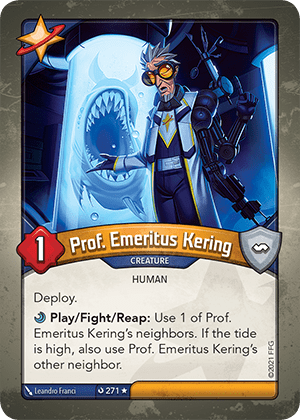 Prof. Emeritus Kering
1
CREATURE
HUMAN
Deploy.
Play/Fight/Reap: Use 1 of Prof.
Emeritus Kering's neighbors. If the tide
is high, also use Prof. Emeritus Kering's
other neighbor.
©2021 FFG
Leandro Franci
271